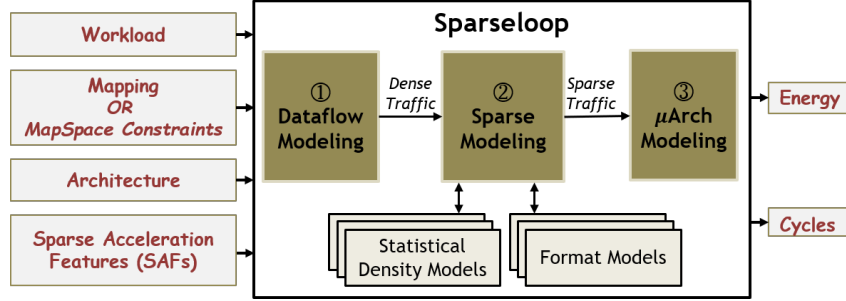 Sparseloop
Workload
Mapping
OR
MapSpace Constraints
Architecture
Sparse Acceleration
Features (SAFs)
①
Dataflow
Modeling
Dense
Traffic
②
Sparse
Modeling
Sparse
Traffic
③
μArch
Modeling
Statistical
Density Models
Format Models
Energy
Cycles